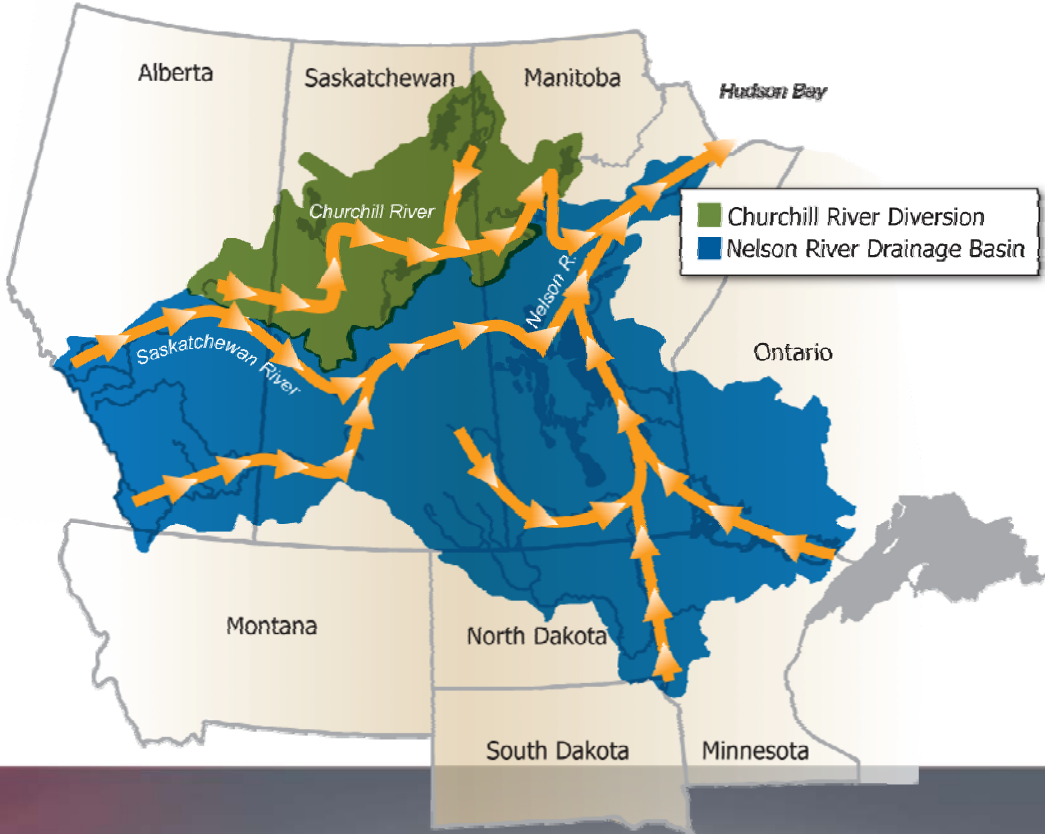 Alberta
Saskatchewan
Manitoba
Hudson Bay
Churchill River Diversion
Nelson River Drainage Basin
Churchill River
Nelson R.
Saskatchewan
River
Ontario
Montana
North Dakota
South Dakota
Minnesota